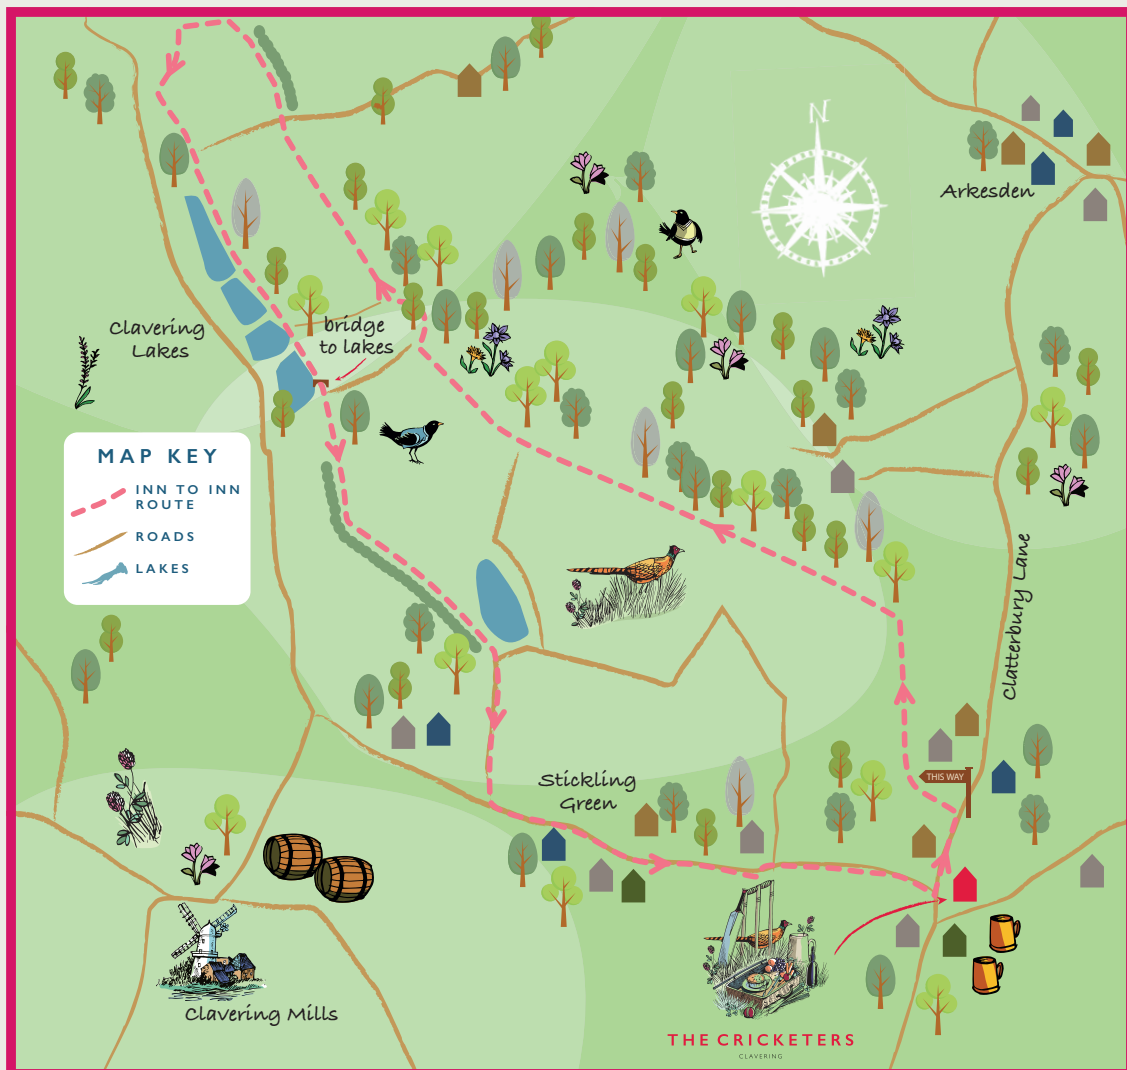 N
Arkesden
Clavering
Lakes
bridge
to lakes
MAP KEY
INN TO INN
ROUTE
ROADS
LAKES
Clatterbury Lane
THIS WAY
Stickling
Green
Clavering Mills
THE CRICKETERS
CLAVERING